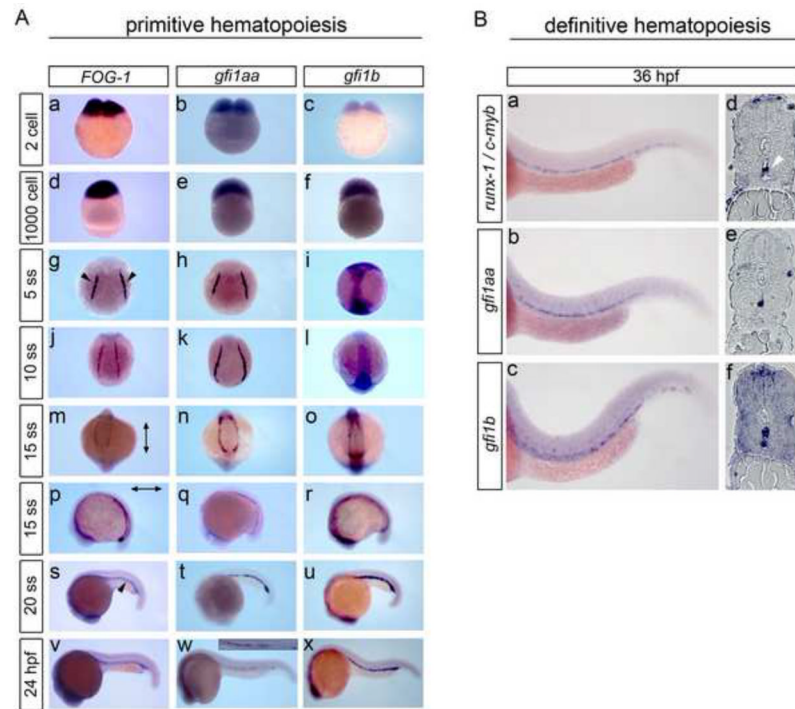 A
primitive hematopoiesis
FOG-1
gfi1aa
gfi1b
2 cell
a
b
c
1000 cell
d
e
f
5 ss
g
h
i
10 ss
j
k
l
15 ss
m
n
o
15 ss
p
q
r
20 ss
s
t
u
24 hpf
v
w
x
B
definitive hematopoiesis
36 hpf
runx-1 / c-myb
a
d
gfi1aa
b
e
gfi1b
c
f